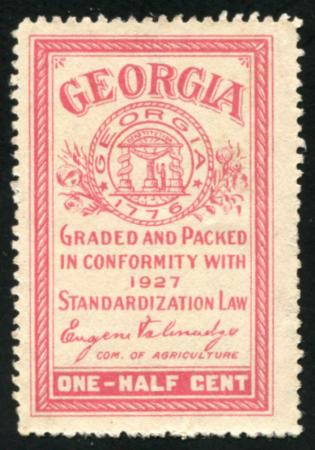 GEORGIA
GEORGIA
CONSTITUTION
1776
GRADED AND PACKED
IN CONFORMITY WITH
1927
STANDARDIZATION LAW
Eugene Talmadge
COM. OF AGRICULTURE
ONE-HALF CENT